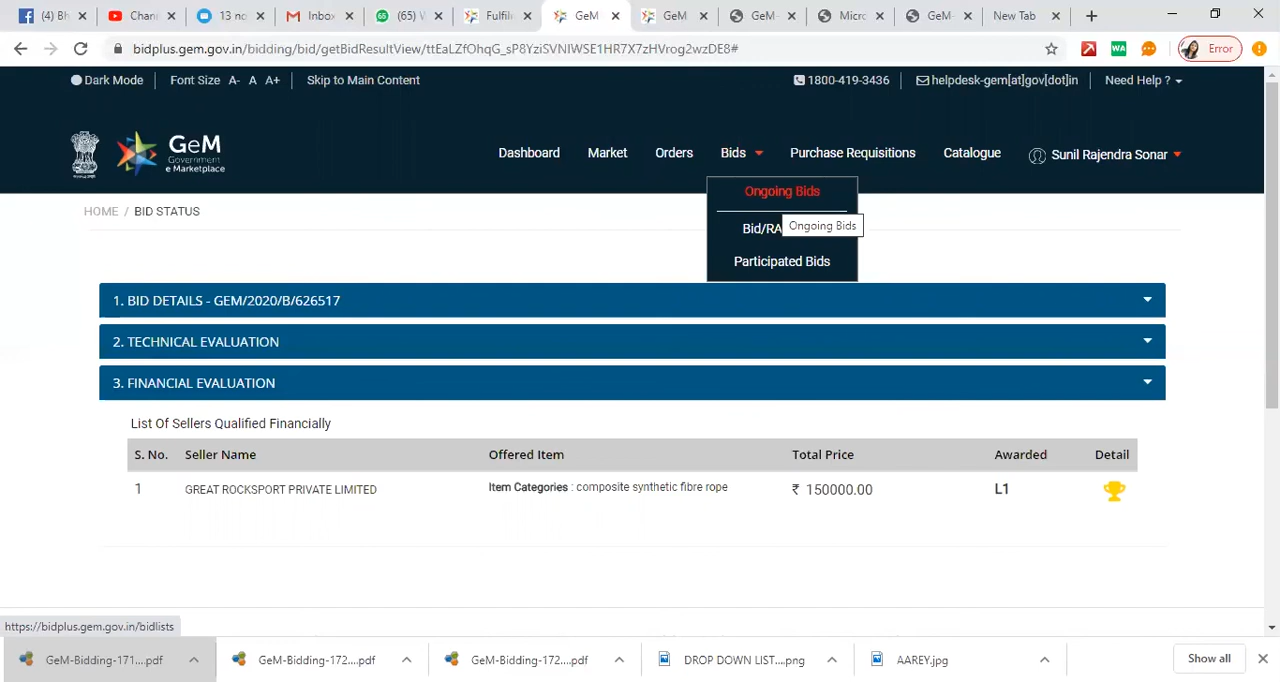 (4) Bh
Chann
13 no
Inbox
(65) W
Fulfile
GeM
GeM
GeM-
Micro
GeM-
New Tab
bidplus.gem.gov.in/bidding/bid/getBidResultView/ttEaLZfOhqG_sP8YziSVNIWSE1HR7X7zHVrog2wzDE8#
WA
Error
Dark Mode
Font Size A- A A+
Skip to Main Content
1800-419-3436
helpdesk-gem[at]gov[dot]in
Need Help ?
GeM
Government
e Marketplace
Dashboard
Market
Orders
Bids
Purchase Requisitions
Catalogue
Sunil Rajendra Sonar
Ongoing Bids
Bid/RA
Ongoing Bids
Participated Bids
HOME / BID STATUS
1. BID DETAILS - GEM/2020/B/626517
2. TECHNICAL EVALUATION
3. FINANCIAL EVALUATION
List Of Sellers Qualified Financially
S. No. Seller Name Offered Item Total Price Awarded Detail
1 GREAT ROCKSPORT PRIVATE LIMITED Item Categories : composite synthetic fibre rope ₹ 150000.00 L1
https://bidplus.gem.gov.in/bidlists
GeM-Bidding-171....pdf
GeM-Bidding-172....pdf
GeM-Bidding-172....pdf
DROP DOWN LIST....png
AAREY.jpg
Show all